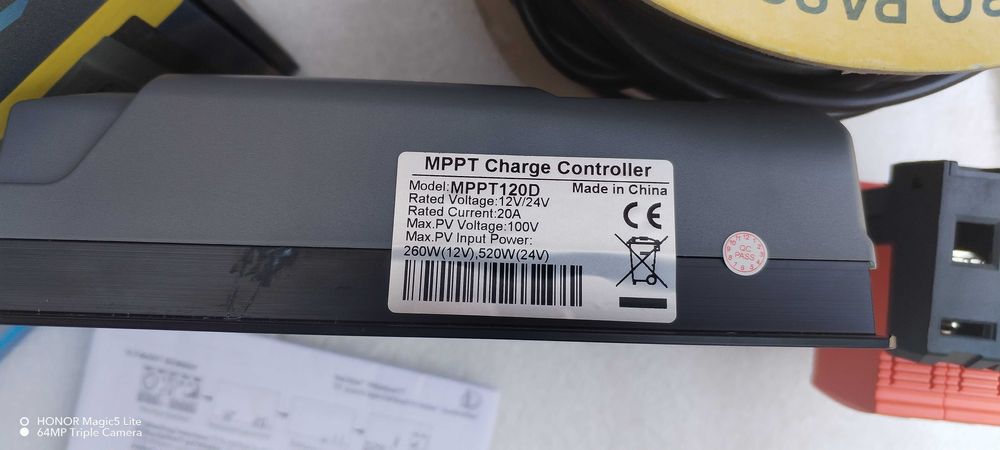 MPPT Charge Controller
Model:MPPT120D Made in China
Rated Voltage:12V/24V
Rated Current:20A
Max.PV Voltage:100V
Max.PV Input Power:
260W(12V),520W(24V)
CE
QC
PASS
HONOR Magic5 Lite
64MP Triple Camera